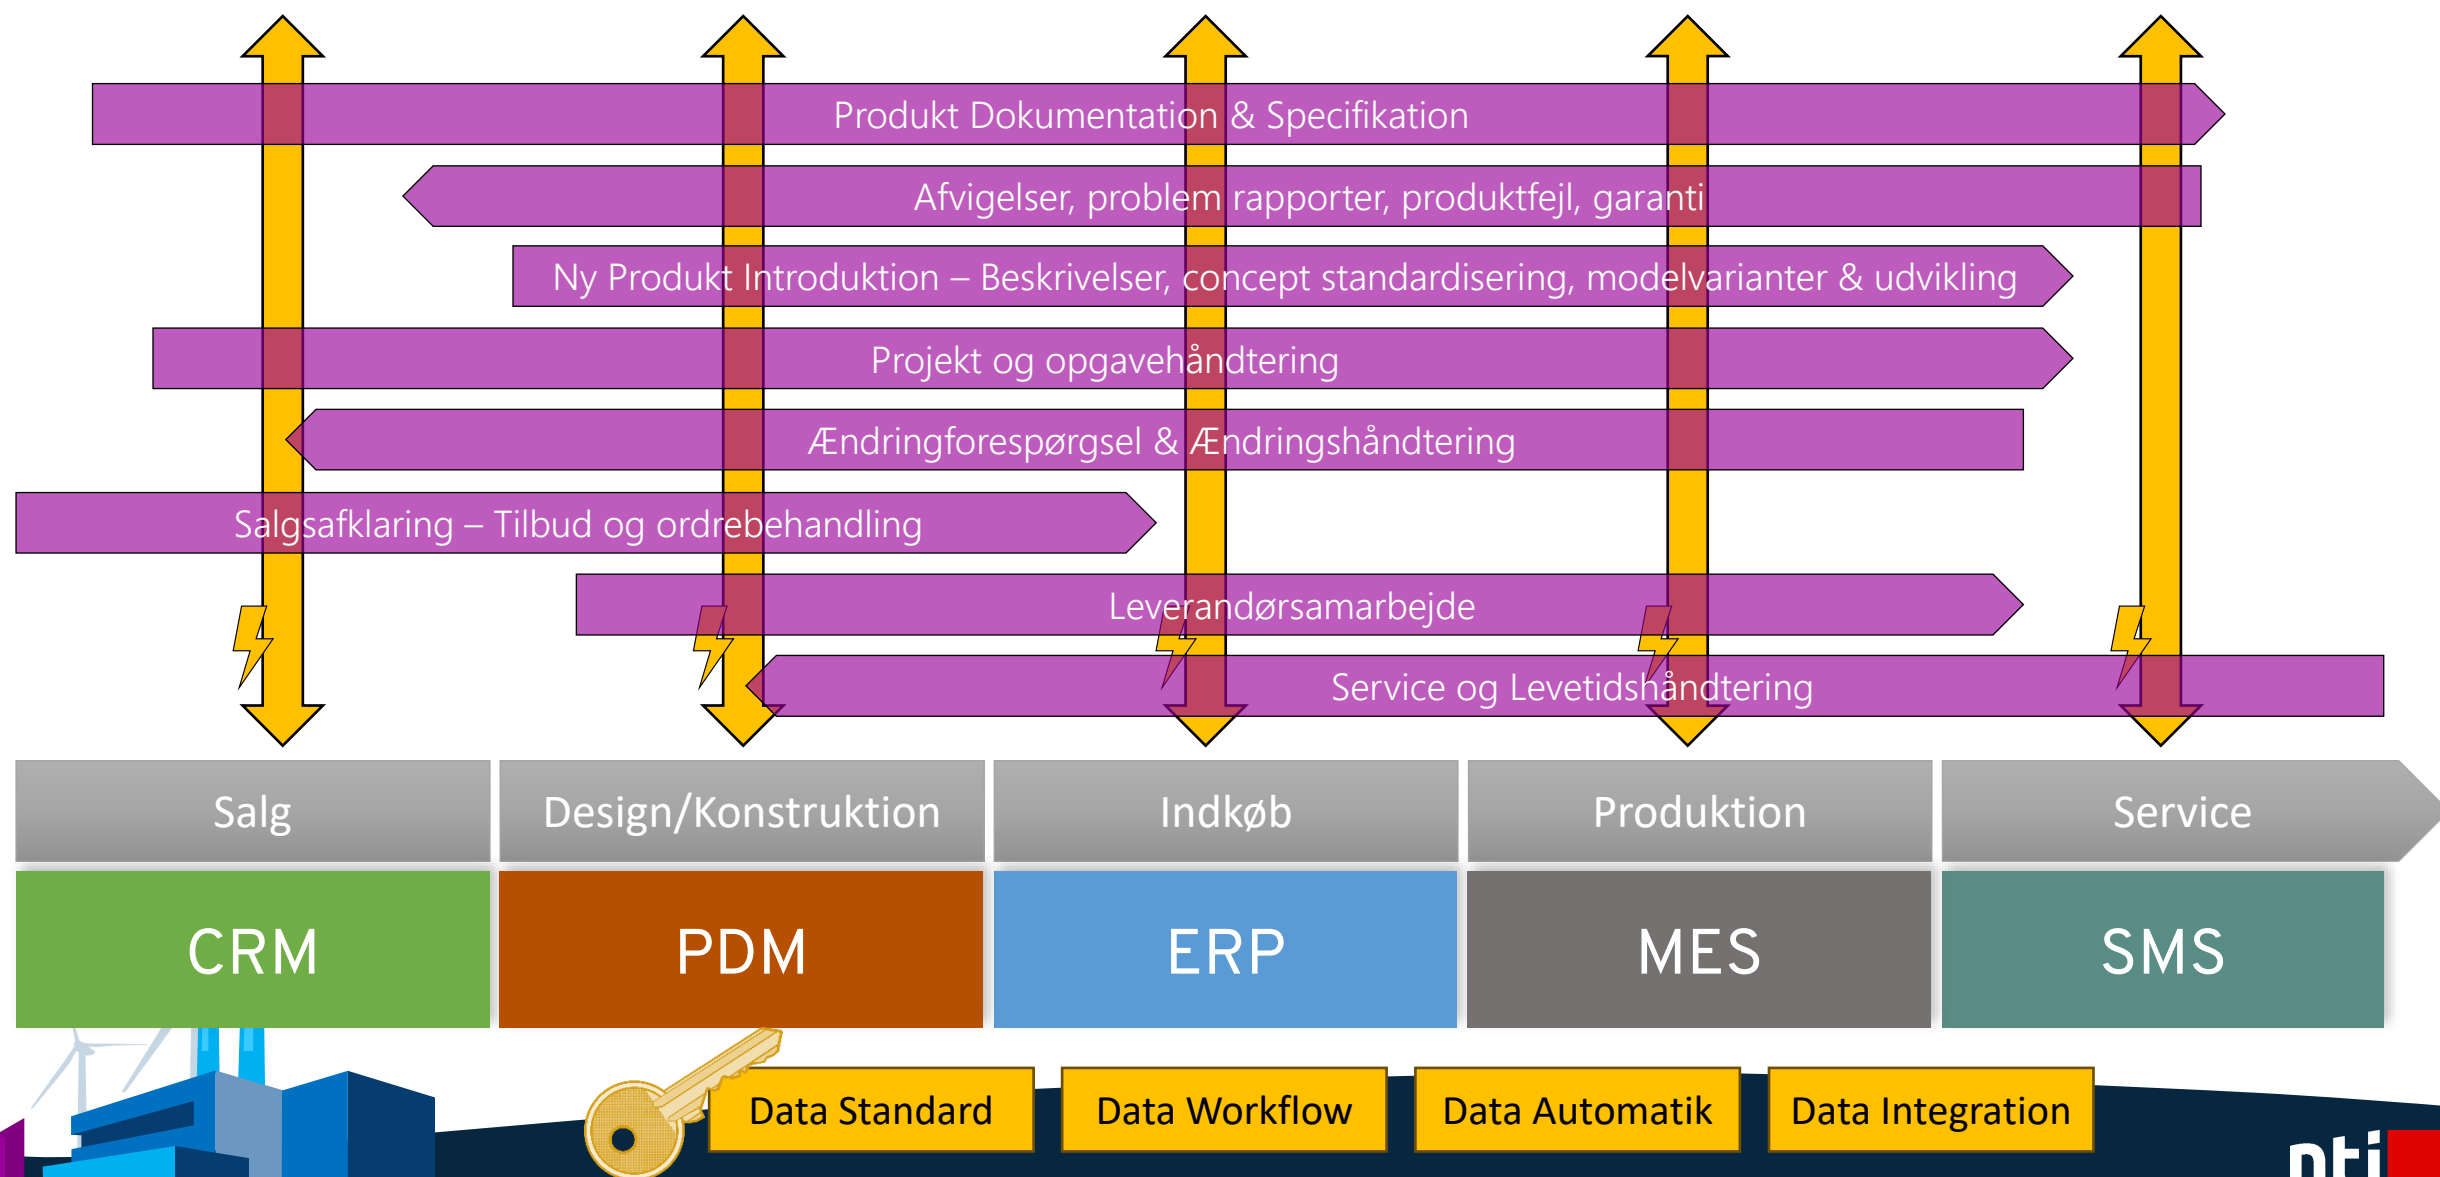 Produkt Dokumentation & Specifikation
Afvigelser, problem rapporter, produktfejl, garanti
Ny Produkt Introduktion – Beskrivelser, concept standardisering, modelvarianter & udvikling
Projekt og opgavehåndtering
Ændringforespørgsel & Ændringshåndtering
Salgsafklaring – Tilbud og ordrebehandling
Leverandørsamarbejde
Service og Levetidshåndtering
Salg
Design/Konstruktion
Indkøb
Produktion
Service
CRM
PDM
ERP
MES
SMS
Data Standard
Data Workflow
Data Automatik
Data Integration
nti